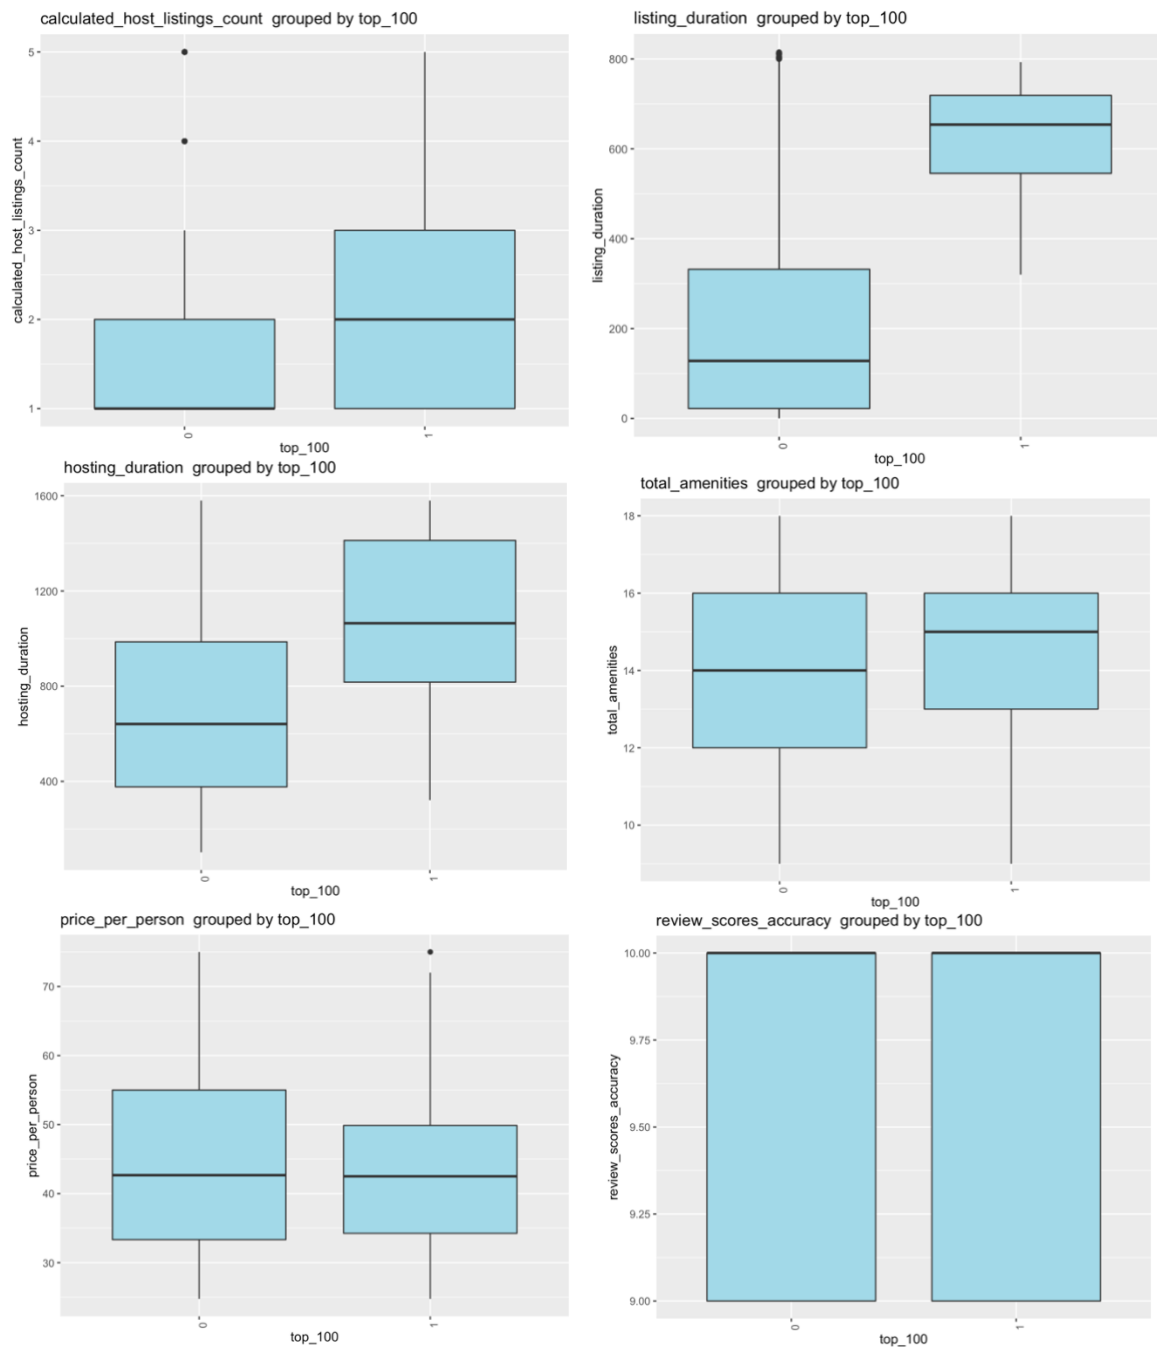 calculated_host_listings_count  grouped by top_100
5
4
3
2
1
calculated_host_listings_count
0
1
top_100
listing_duration  grouped by top_100
800
600
400
200
0
listing_duration
0
1
top_100
hosting_duration  grouped by top_100
1600
1200
800
400
hosting_duration
0
1
top_100
total_amenities  grouped by top_100
18
16
14
12
10
total_amenities
0
1
top_100
price_per_person  grouped by top_100
70
60
50
40
30
price_per_person
0
1
top_100
review_scores_accuracy  grouped by top_100
10.00
9.75
9.50
9.25
9.00
review_scores_accuracy
0
1
top_100